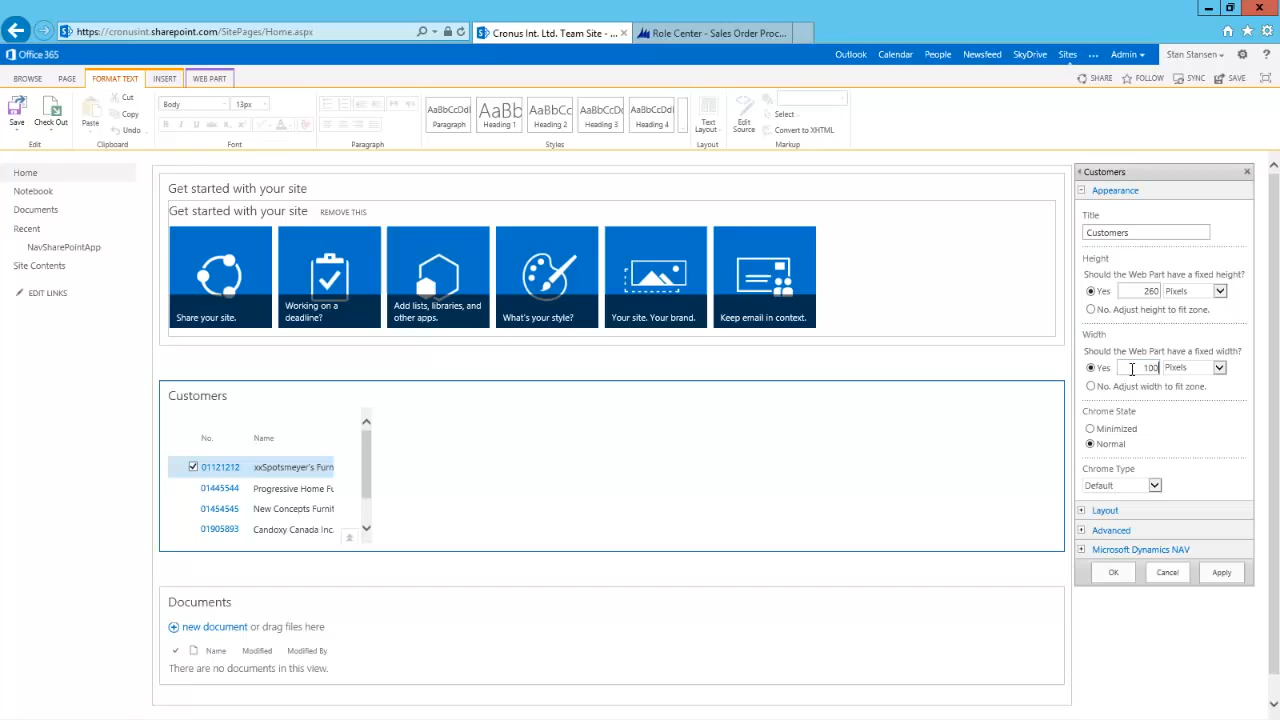 https://cronusint.sharepoint.com/SitePages/Home.aspx
Cronus Int. Ltd. Team Site - ...
Role Center - Sales Order Proc...
Office 365
Outlook Calendar People Newsfeed SkyDrive Sites ... Admin Stan Stansen ?
BROWSE PAGE FORMAT TEXT INSERT WEB PART
SHARE FOLLOW SYNC SAVE
Save
Check Out
Edit
Paste
Cut
Copy
Undo
Clipboard
Body 13px
Font
Paragraph
AaBbCcDdI Paragraph
AaBb Heading 1
AaBbCc Heading 2
AaBbCcDd Heading 3
AaBbCcDdI Heading 4
Styles
Text Layout
Layout
Edit Source
Select
Convert to XHTML
Markup
Home
Notebook
Documents
Recent
NavSharePointApp
Site Contents
EDIT LINKS
Get started with your site
Get started with your site REMOVE THIS
Share your site.
Working on a deadline?
Add lists, libraries, and other apps.
What's your style?
Your site. Your brand.
Keep email in context.
Customers
No. Name
01121212 xxSpotsmeyer's Furn
01445544 Progressive Home Fu
01454545 New Concepts Furnit
01905893 Candoxy Canada Inc.
Documents
new document or drag files here
Name Modified Modified By
There are no documents in this view.
Customers
Appearance
Title
Customers
Height
Should the Web Part have a fixed height?
Yes 260 Pixels
No. Adjust height to fit zone.
Width
Should the Web Part have a fixed width?
Yes 100 Pixels
No. Adjust width to fit zone.
Chrome State
Minimized
Normal
Chrome Type
Default
Layout
Advanced
Microsoft Dynamics NAV
OK Cancel Apply